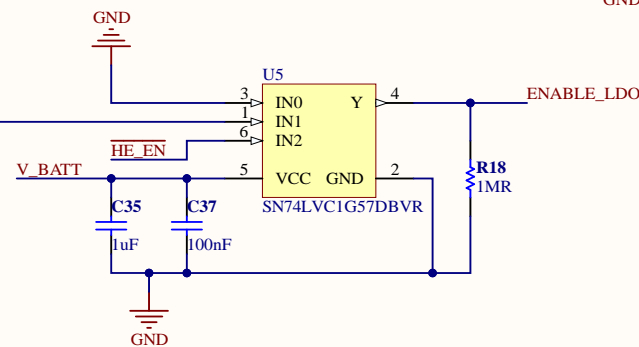 GND
GND
U5
3 IN0 Y 4 ENABLE_LDO
1 IN1
6 IN2
HE_EN
V_BATT 5 VCC GND 2
R18
1MR
SN74LVC1G57DBVR
C35 C37
1uF 100nF
GND